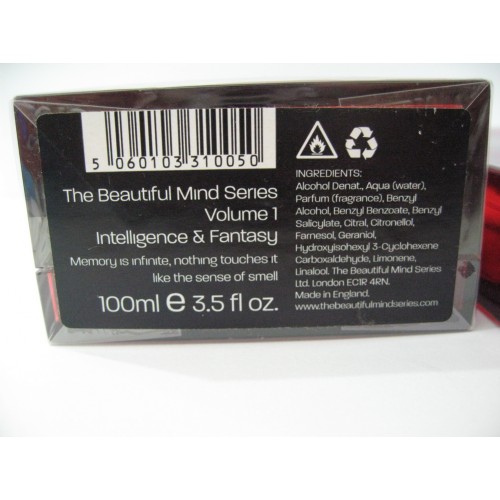 5 060103 310050
The Beautiful Mind Series
Volume 1
Intelligence & Fantasy
Memory is infinite, nothing touches it
like the sense of smell
100ml e 3.5 fl oz.
INGREDIENTS:
Alcohol Denat., Aqua (water),
Parfum (fragrance), Benzyl
Alcohol, Benzyl Benzoate, Benzyl
Salicylate, Citral, Citronellol,
Farnesol, Geraniol,
Hydroxyisohexyl 3-Cyclohexene
Carboxaldehyde, Limonene,
Linalool. The Beautiful Mind Series
Ltd. London EC1R 4RN.
Made in England.
www.thebeautifulmindseries.com